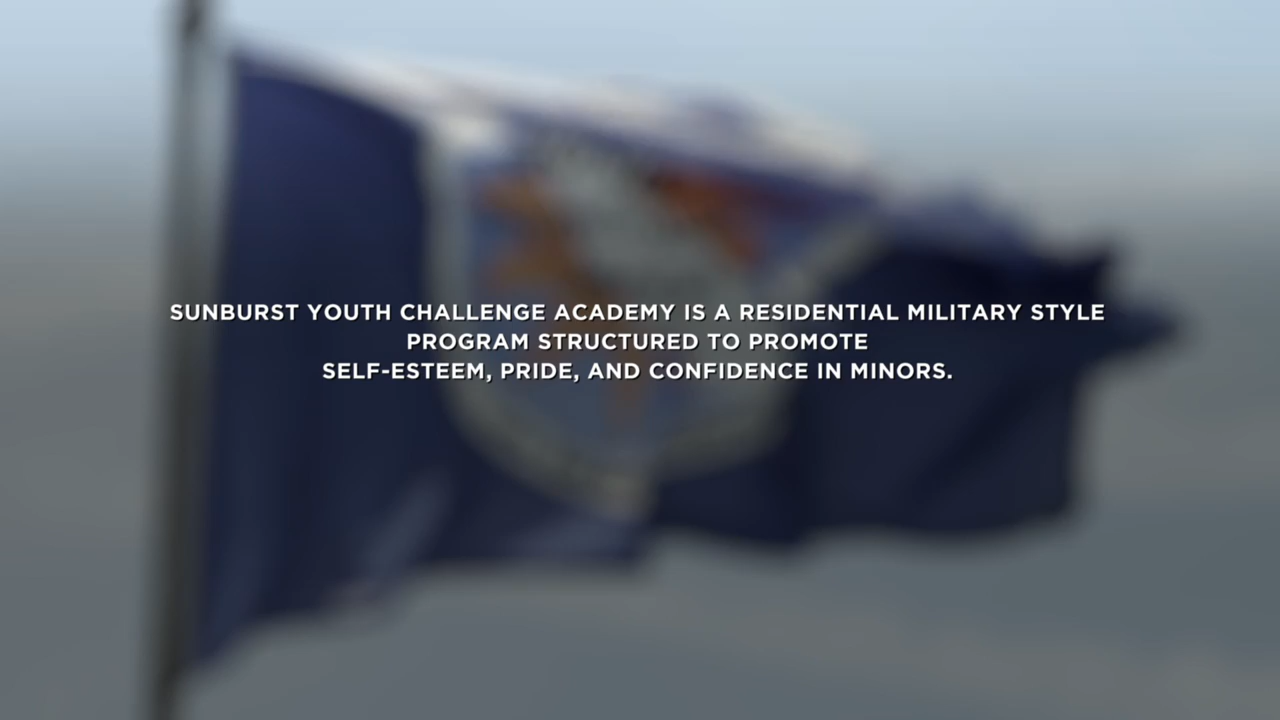 SUNBURST YOUTH CHALLENGE ACADEMY IS A RESIDENTIAL MILITARY STYLE
PROGRAM STRUCTURED TO PROMOTE
SELF-ESTEEM, PRIDE, AND CONFIDENCE IN MINORS.